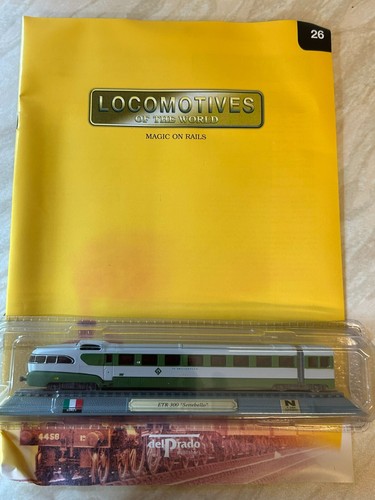 26
LOCOMOTIVES
OF THE WORLD
MAGIC ON RAILS
ETR 300 "Settebello"
N
4458
delPrado